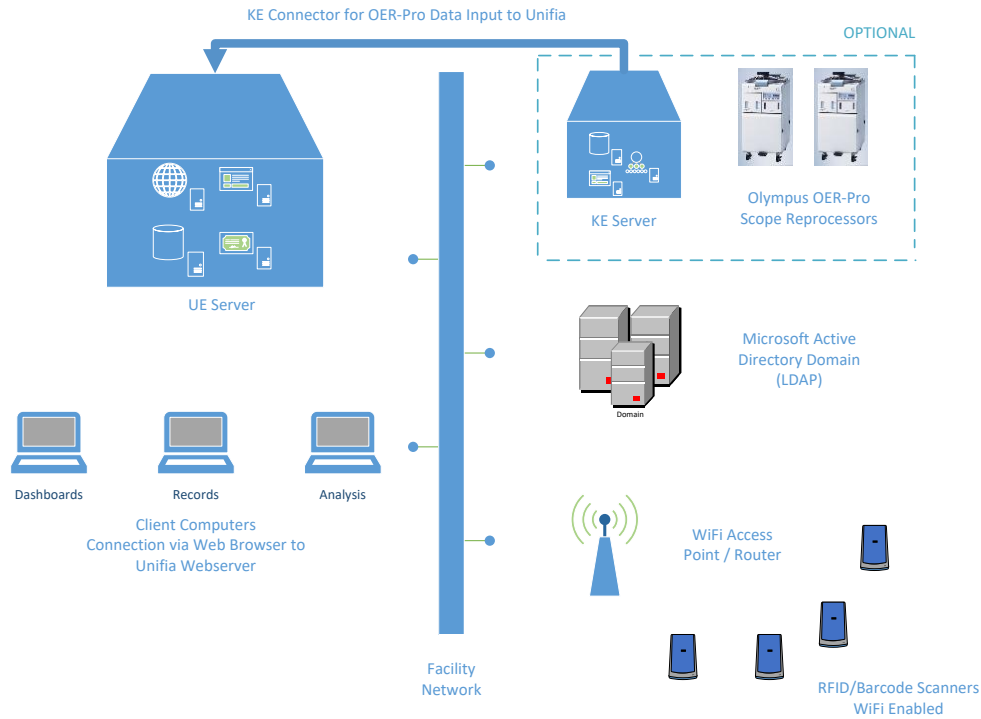 KE Connector for OER-Pro Data Input to Unifia
OPTIONAL
KE Server
Olympus OER-Pro
Scope Reprocessors
UE Server
Microsoft Active
Directory Domain
(LDAP)
Domain
Dashboards
Records
Analysis
Client Computers
Connection via Web Browser to
Unifia Webserver
WiFi Access
Point / Router
Facility
Network
RFID/Barcode Scanners
WiFi Enabled